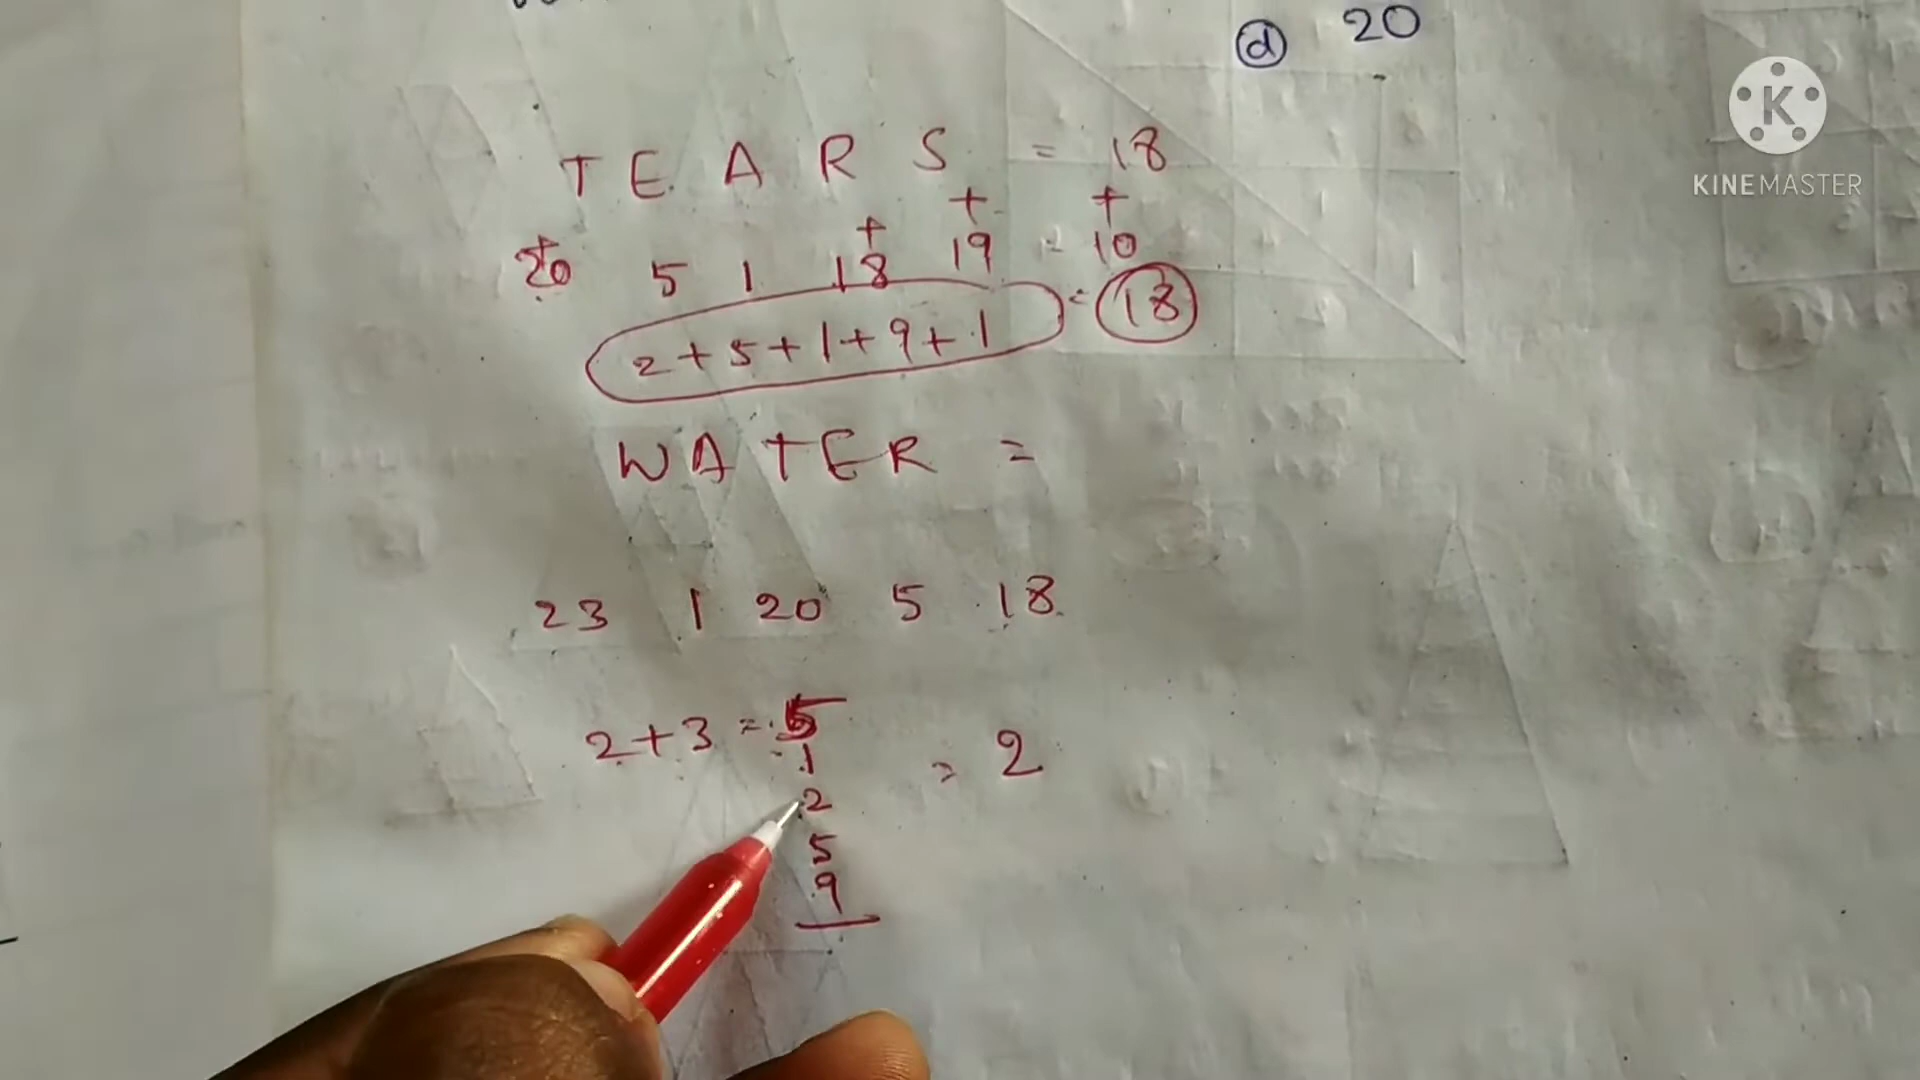 ⓓ 20
KINEMASTER
T E A R S = 18
+ + +
20 5 1 18 19 = 10
2+5+1+9+1 = 18
WATER =
23 1 20 5 18
2+3 = 5 = 2
1
2
5
9